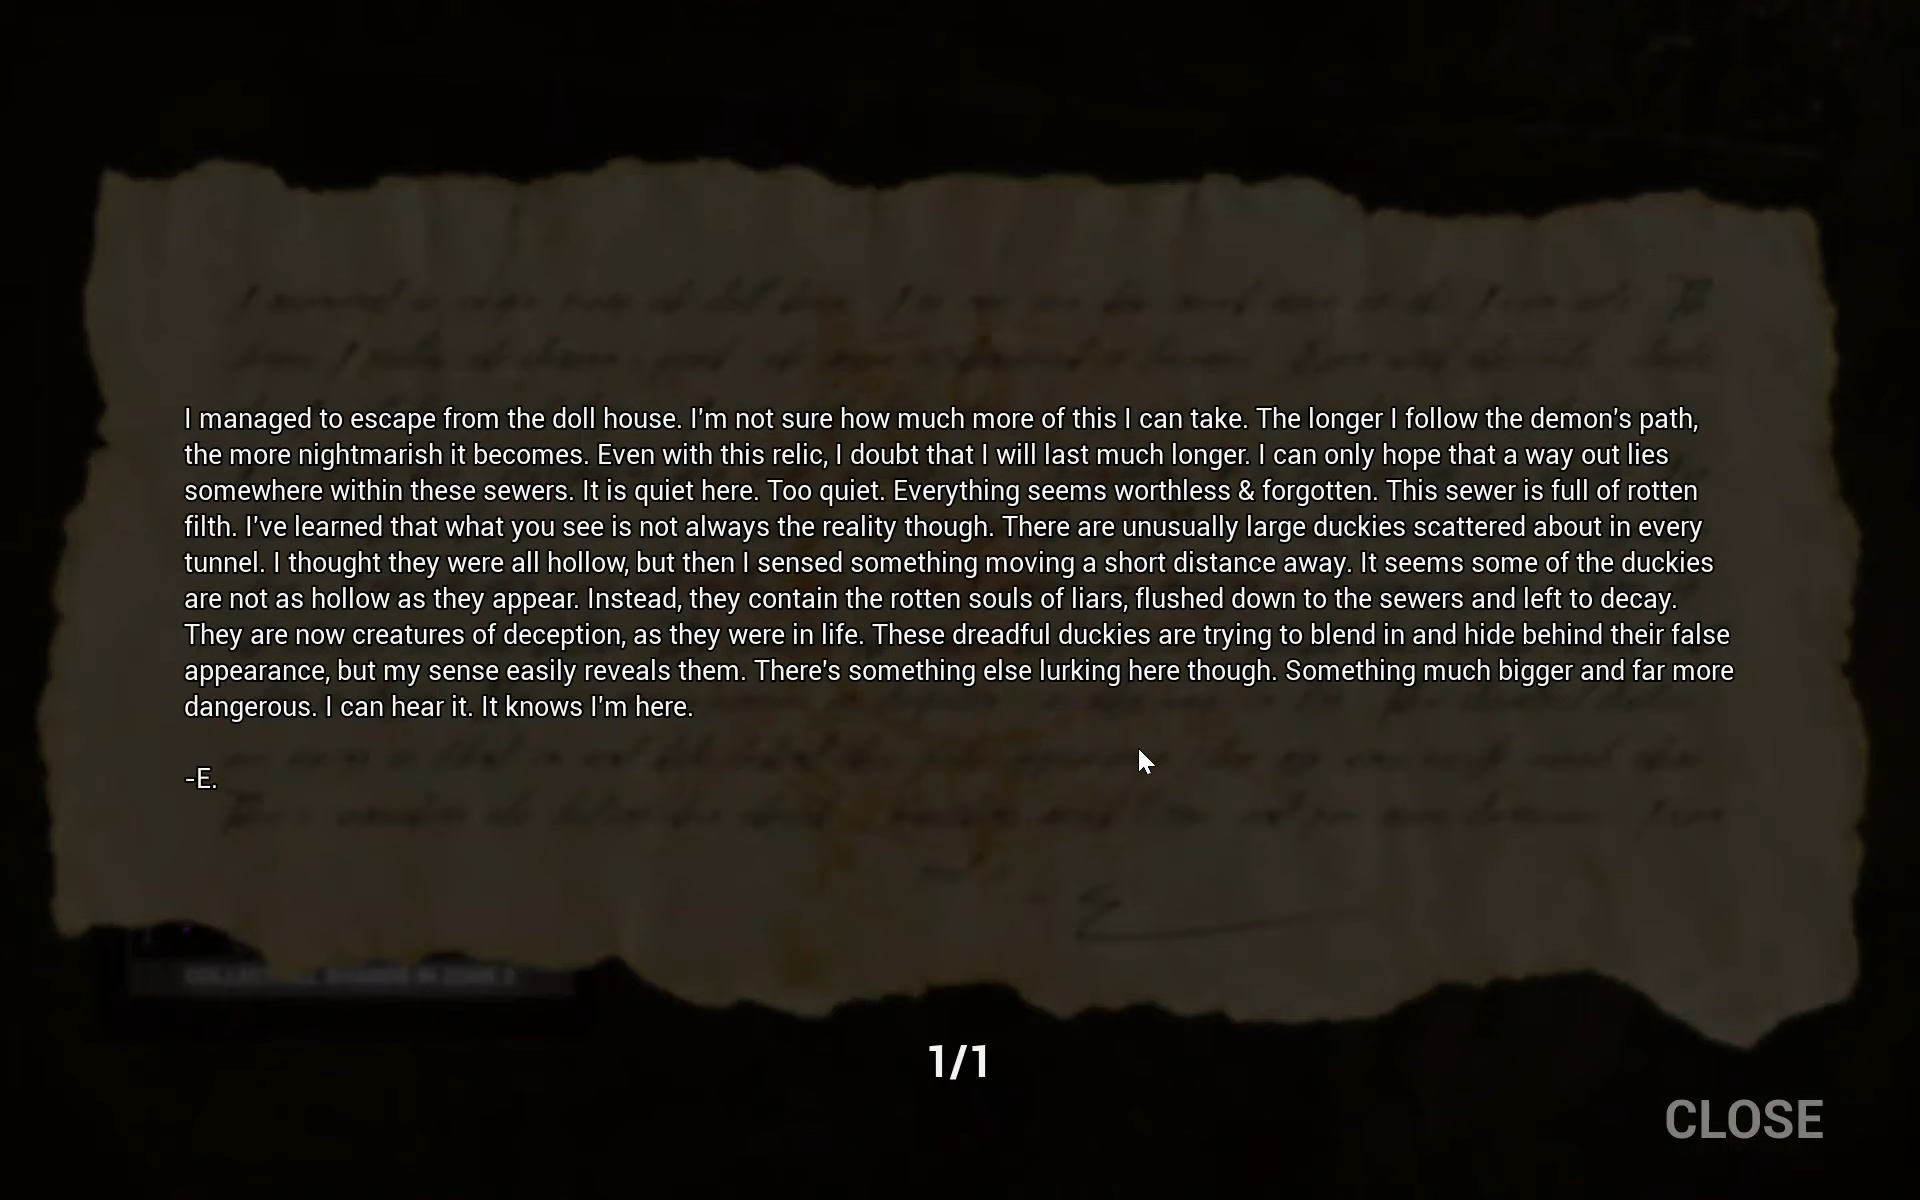 I managed to escape from the doll house. I'm not sure how much more of this I can take. The longer I follow the demon's path,
the more nightmarish it becomes. Even with this relic, I doubt that I will last much longer. I can only hope that a way out lies
somewhere within these sewers. It is quiet here. Too quiet. Everything seems worthless & forgotten. This sewer is full of rotten
filth. I've learned that what you see is not always the reality though. There are unusually large duckies scattered about in every
tunnel. I thought they were all hollow, but then I sensed something moving a short distance away. It seems some of the duckies
are not as hollow as they appear. Instead, they contain the rotten souls of liars, flushed down to the sewers and left to decay.
They are now creatures of deception, as they were in life. These dreadful duckies are trying to blend in and hide behind their false
appearance, but my sense easily reveals them. There's something else lurking here though. Something much bigger and far more
dangerous. I can hear it. It knows I'm here.
-E.
1/1
CLOSE